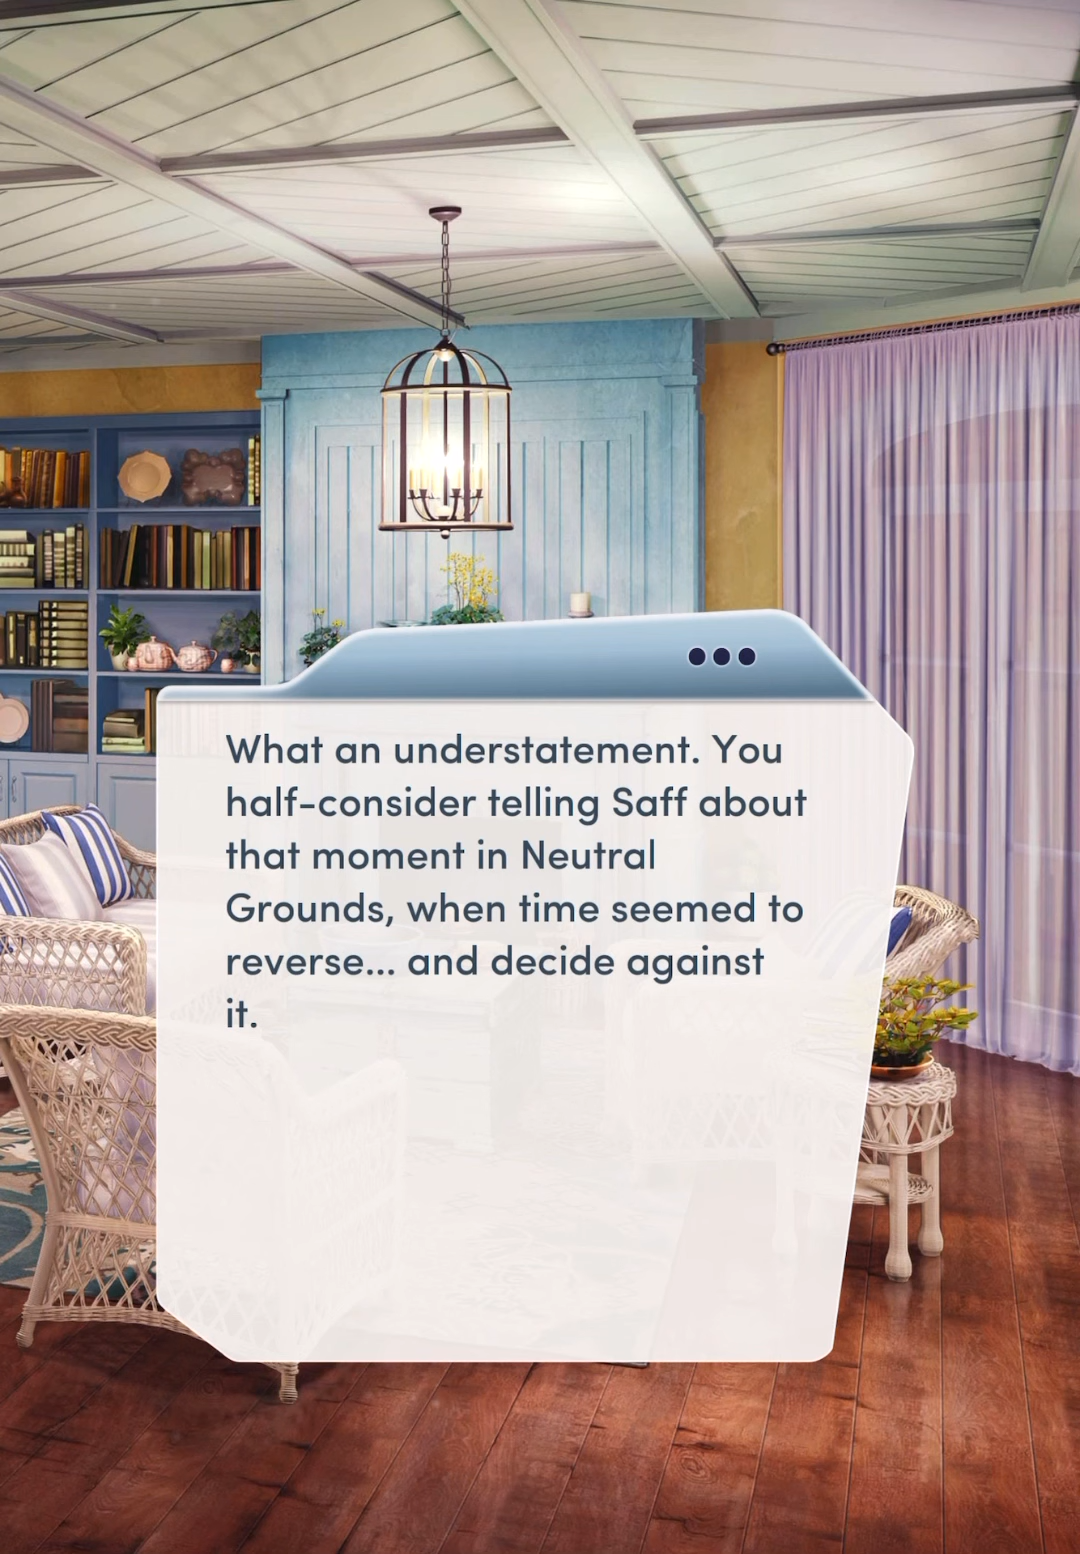 What an understatement. You
half-consider telling Saff about
that moment in Neutral
Grounds, when time seemed to
reverse... and decide against
it.